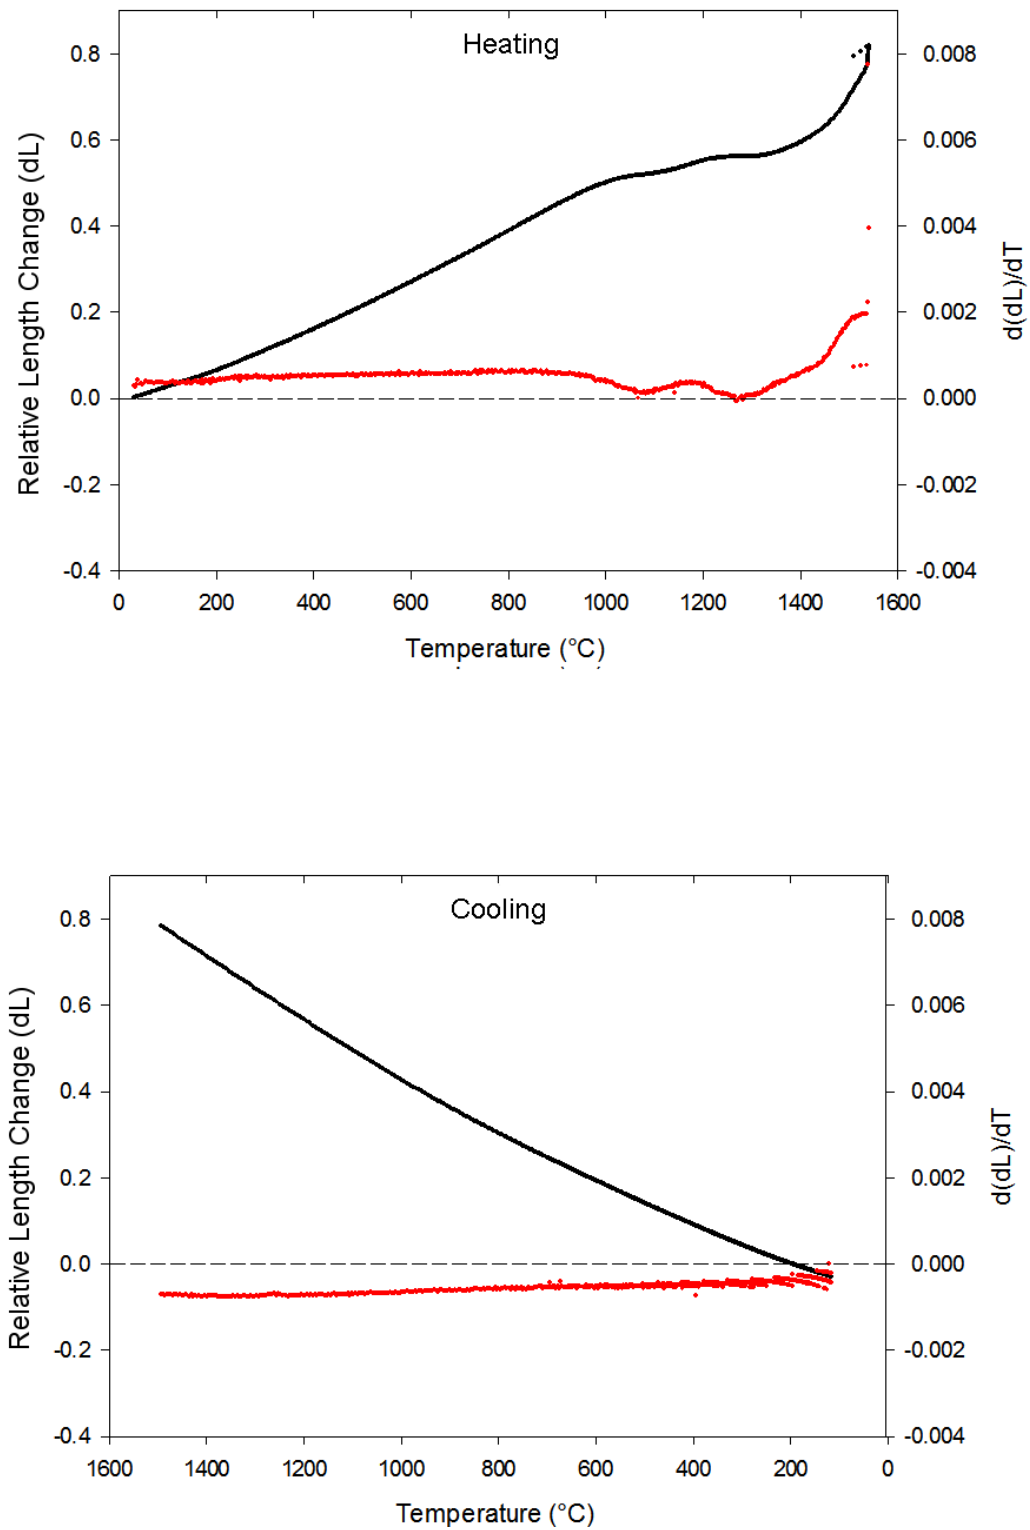 Heating
0.8
0.6
0.4
0.2
0.0
-0.2
-0.4
Relative Length Change (dL)
0.008
0.006
0.004
0.002
0.000
-0.002
-0.004
d(dL)/dT
0 200 400 600 800 1000 1200 1400 1600
Temperature (°C)
Cooling
0.8
0.6
0.4
0.2
0.0
-0.2
-0.4
Relative Length Change (dL)
0.008
0.006
0.004
0.002
0.000
-0.002
-0.004
d(dL)/dT
1600 1400 1200 1000 800 600 400 200 0
Temperature (°C)